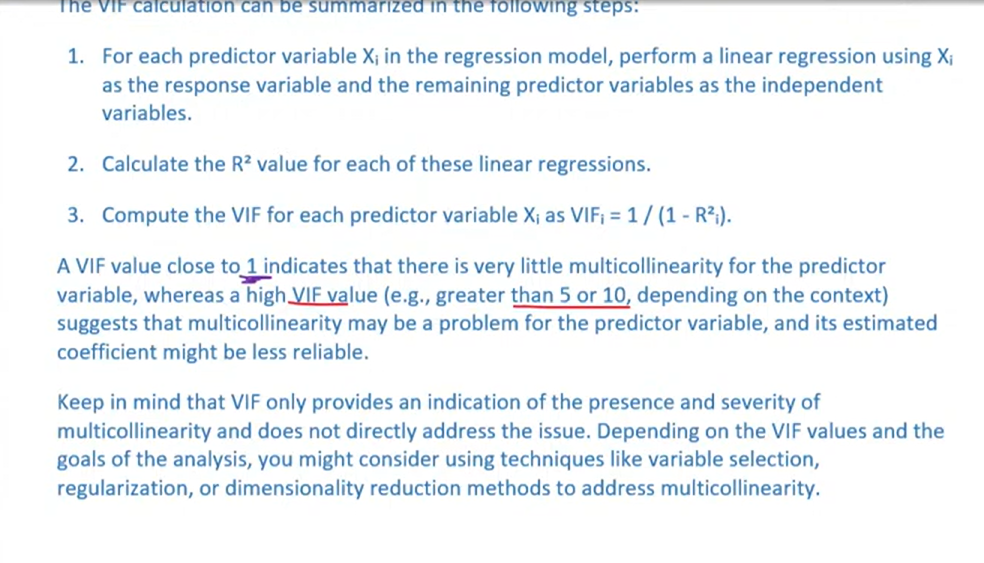 The VIF calculation can be summarized in the following steps:
1. For each predictor variable Xᵢ in the regression model, perform a linear regression using Xᵢ
as the response variable and the remaining predictor variables as the independent
variables.
2. Calculate the R² value for each of these linear regressions.
3. Compute the VIF for each predictor variable Xᵢ as VIFᵢ = 1 / (1 - R²ᵢ).
A VIF value close to 1 indicates that there is very little multicollinearity for the predictor
variable, whereas a high VIF value (e.g., greater than 5 or 10, depending on the context)
suggests that multicollinearity may be a problem for the predictor variable, and its estimated
coefficient might be less reliable.
Keep in mind that VIF only provides an indication of the presence and severity of
multicollinearity and does not directly address the issue. Depending on the VIF values and the
goals of the analysis, you might consider using techniques like variable selection,
regularization, or dimensionality reduction methods to address multicollinearity.